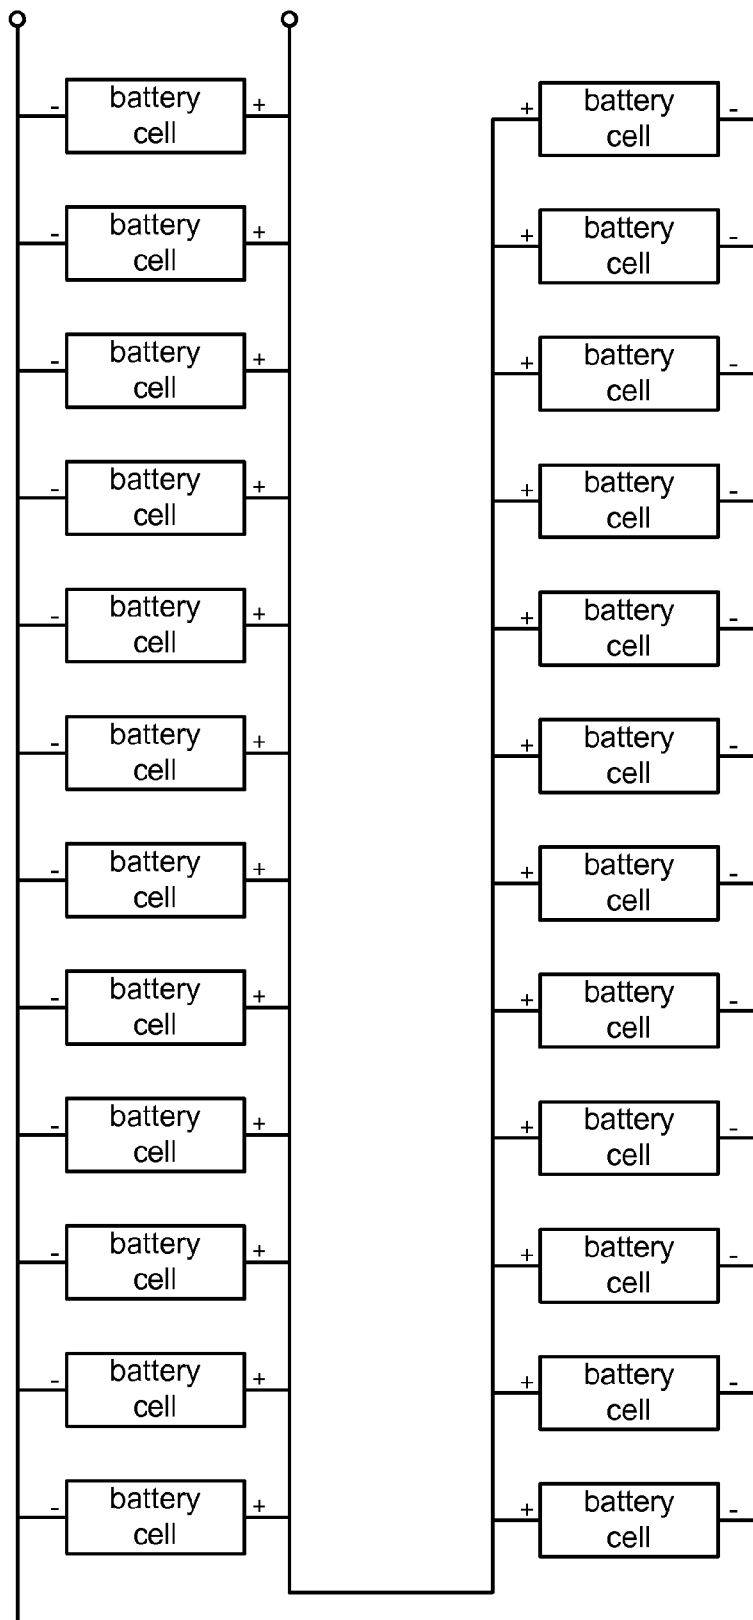 - battery +
cell
- battery +
cell
- battery +
cell
- battery +
cell
- battery +
cell
- battery +
cell
- battery +
cell
- battery +
cell
- battery +
cell
- battery +
cell
- battery +
cell
- battery +
cell
+ battery -
cell
+ battery -
cell
+ battery -
cell
+ battery -
cell
+ battery -
cell
+ battery -
cell
+ battery -
cell
+ battery -
cell
+ battery -
cell
+ battery -
cell
+ battery -
cell
+ battery -
cell